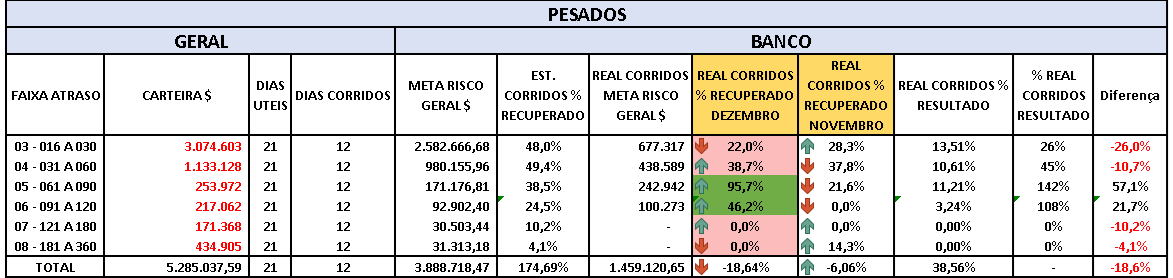 PESADOS
GERAL BANCO
FAIXA ATRASO CARTEIRA $ DIAS UTEIS DIAS CORRIDOS META RISCO GERAL $ EST. CORRIDOS % RECUPERADO REAL CORRIDOS META RISCO GERAL $ REAL CORRIDOS % RECUPERADO DEZEMBRO REAL CORRIDOS % RECUPERADO NOVEMBRO REAL CORRIDOS % RESULTADO % REAL CORRIDOS RESULTADO Diferença
03 - 016 A 030 3.074.603 21 12 2.582.666,68 48,0% 677.317 22,0% 28,3% 13,51% 26% -26,0%
04 - 031 A 060 1.133.128 21 12 980.155,96 49,4% 438.589 38,7% 37,8% 10,61% 45% -10,7%
05 - 061 A 090 253.972 21 12 171.176,81 38,5% 242.942 95,7% 21,6% 11,21% 142% 57,1%
06 - 091 A 120 217.062 21 12 92.902,40 24,5% 100.273 46,2% 0,0% 3,24% 108% 21,7%
07 - 121 A 180 171.368 21 12 30.503,44 10,2% - 0,0% 0,0% 0,00% 0% -10,2%
08 - 181 A 360 434.905 21 12 31.313,18 4,1% - 0,0% 14,3% 0,00% 0% -4,1%
TOTAL 5.285.037,59 21 12 3.888.718,47 174,69% 1.459.120,65 -18,64% -6,06% 38,56% - -18,6%